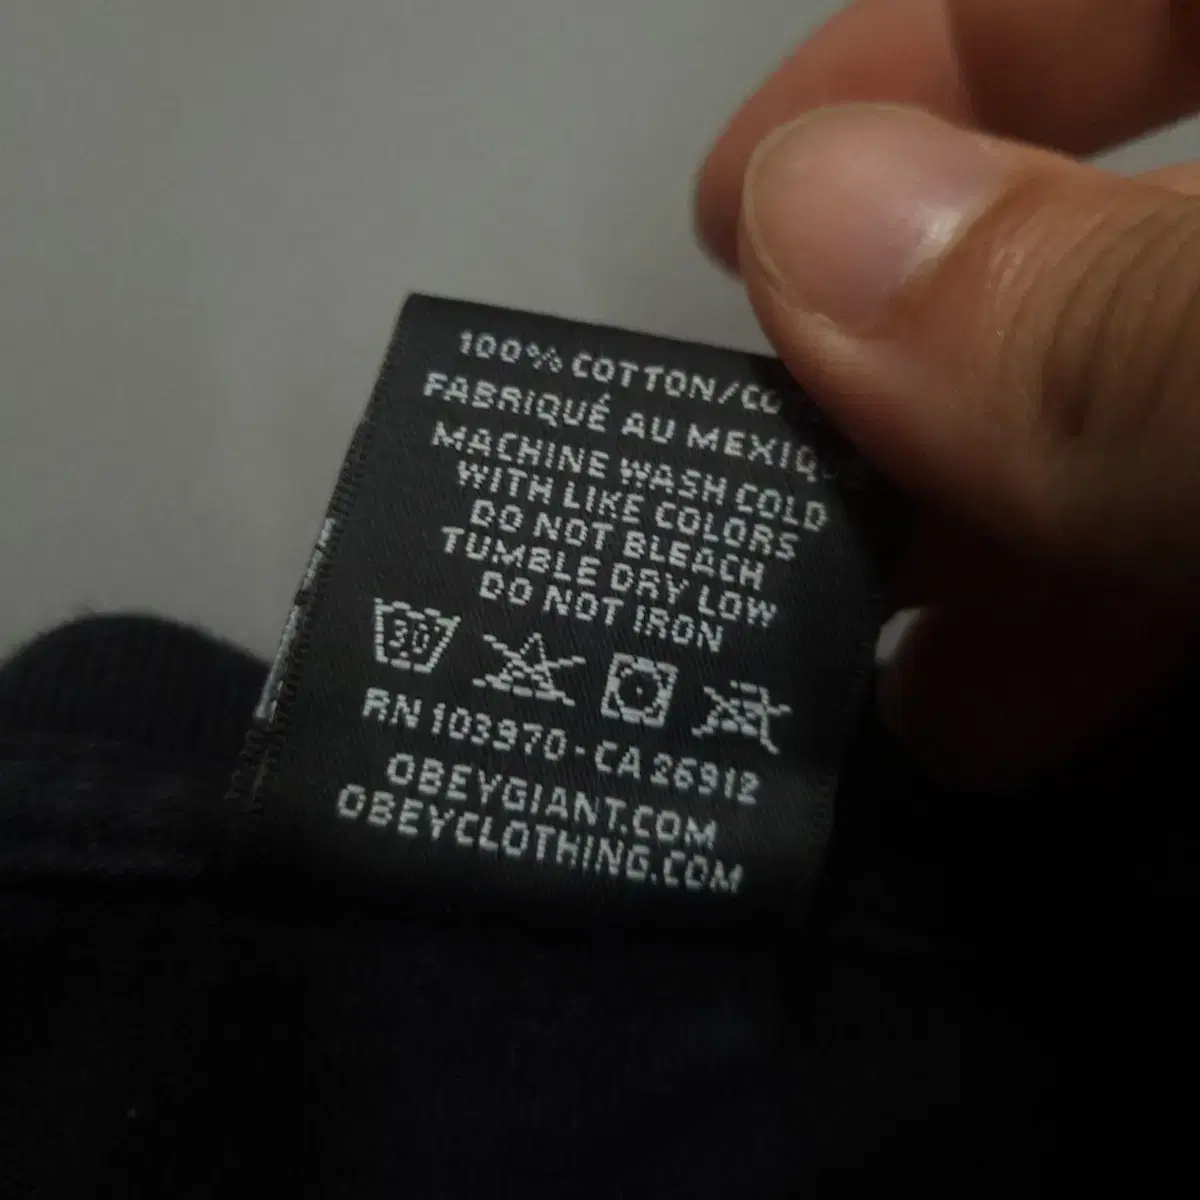 100% COTTON/CO
FABRIQUÉ AU MEXIQ
MACHINE WASH COLD
WITH LIKE COLORS
DO NOT BLEACH
TUMBLE DRY LOW
DO NOT IRON
30
RN 103970 - CA 26912
OBEYGIANT.COM
OBEYCLOTHING.COM